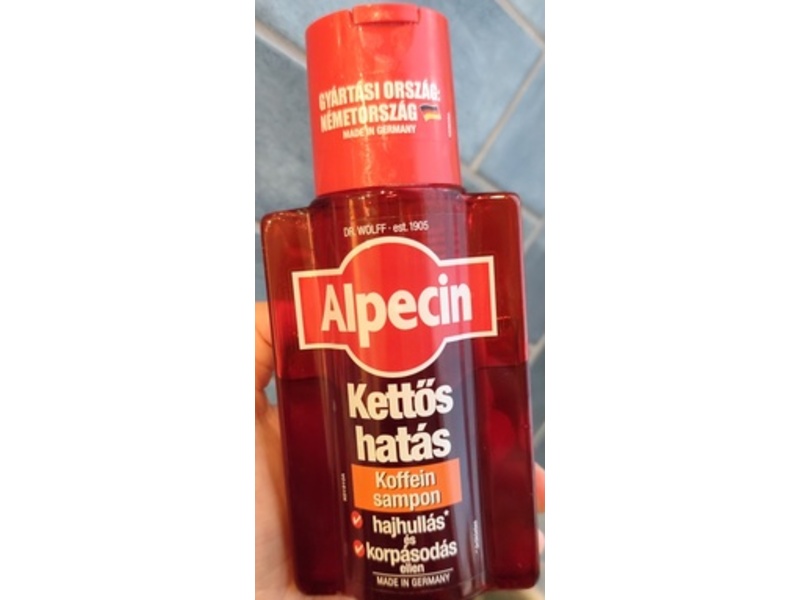 GYÁRTÁSI ORSZÁG:
NÉMETORSZÁG
MADE IN GERMANY
DR. WOLFF · est. 1905
Alpecin
Kettős
hatás
Koffein
sampon
hajhullás*
és
korpásodás
ellen
MADE IN GERMANY